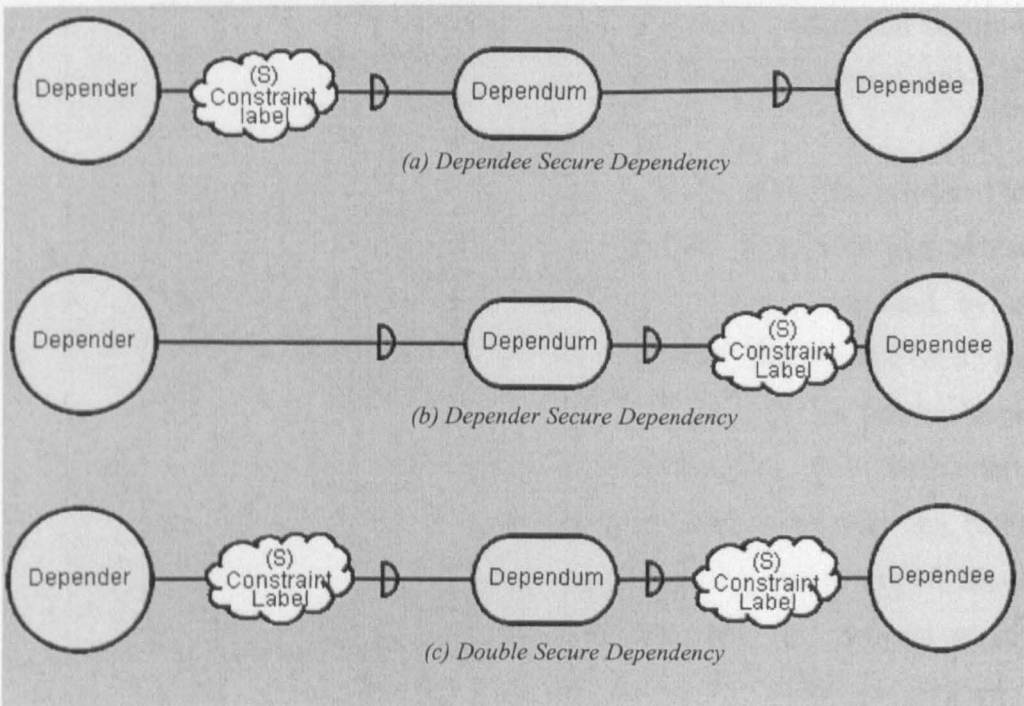 Depender
(S)
Constraint
label
Dependum
Dependee
(a) Dependee Secure Dependency
Depender
Dependum
(S)
Constraint
Label
Dependee
(b) Depender Secure Dependency
Depender
(S)
Constraint
Label
Dependum
(S)
Constraint
Label
Dependee
(c) Double Secure Dependency